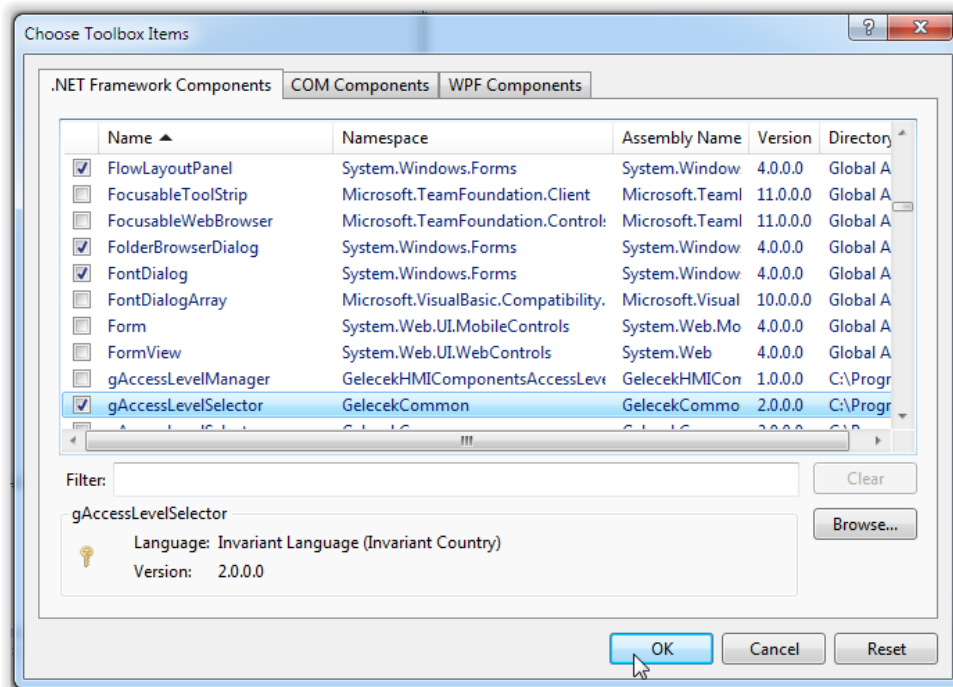 Choose Toolbox Items
.NET Framework Components COM Components WPF Components
Name Namespace Assembly Name Version Directory
FlowLayoutPanel System.Windows.Forms System.Window 4.0.0.0 Global A
FocusableToolStrip Microsoft.TeamFoundation.Client Microsoft.Teaml 11.0.0.0 Global A
FocusableWebBrowser Microsoft.TeamFoundation.Control: Microsoft.Teaml 11.0.0.0 Global A
FolderBrowserDialog System.Windows.Forms System.Window 4.0.0.0 Global A
FontDialog System.Windows.Forms System.Window 4.0.0.0 Global A
FontDialogArray Microsoft.VisualBasic.Compatibility. Microsoft.Visual 10.0.0.0 Global A
Form System.Web.UI.MobileControls System.Web.Mo 4.0.0.0 Global A
FormView System.Web.UI.WebControls System.Web 4.0.0.0 Global A
gAccessLevelManager GelecekHMIComponentsAccessLeve GelecekHMICon 1.0.0.0 C:\Progr
gAccessLevelSelector GelecekCommon GelecekCommo 2.0.0.0 C:\Progr
Filter: Clear
gAccessLevelSelector
Browse...
Language: Invariant Language (Invariant Country)
Version: 2.0.0.0
OK Cancel Reset